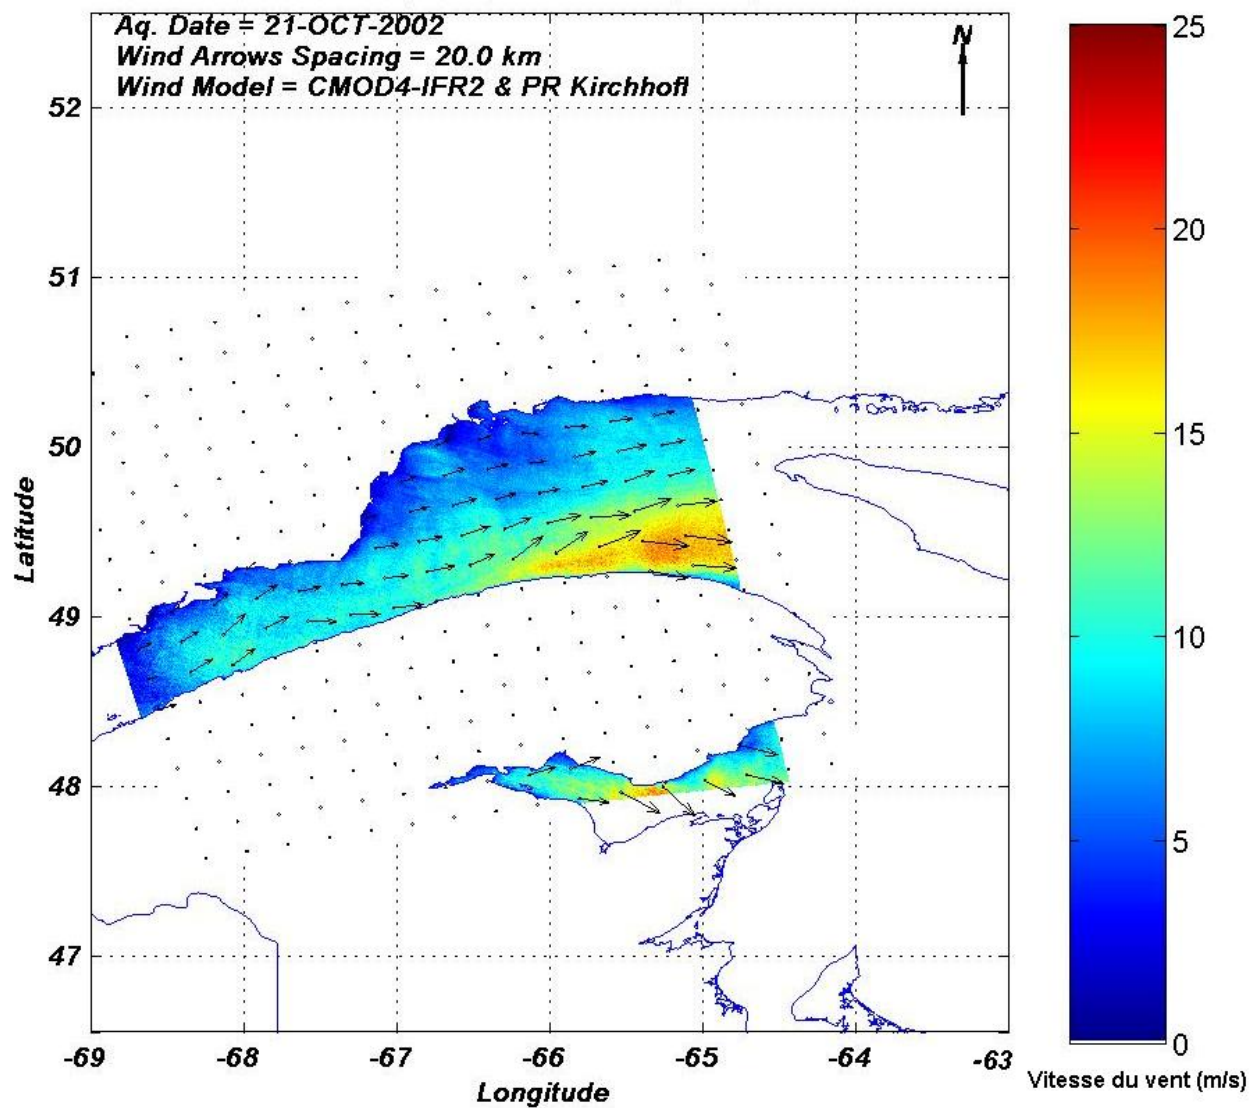 Aq. Date = 21-OCT-2002
Wind Arrows Spacing = 20.0 km
Wind Model = CMOD4-IFR2 & PR Kirchhoff
N
52
51
50
49
48
47
Latitude
-69 -68 -67 -66 -65 -64 -63
Longitude
25
20
15
10
5
0
Vitesse du vent (m/s)